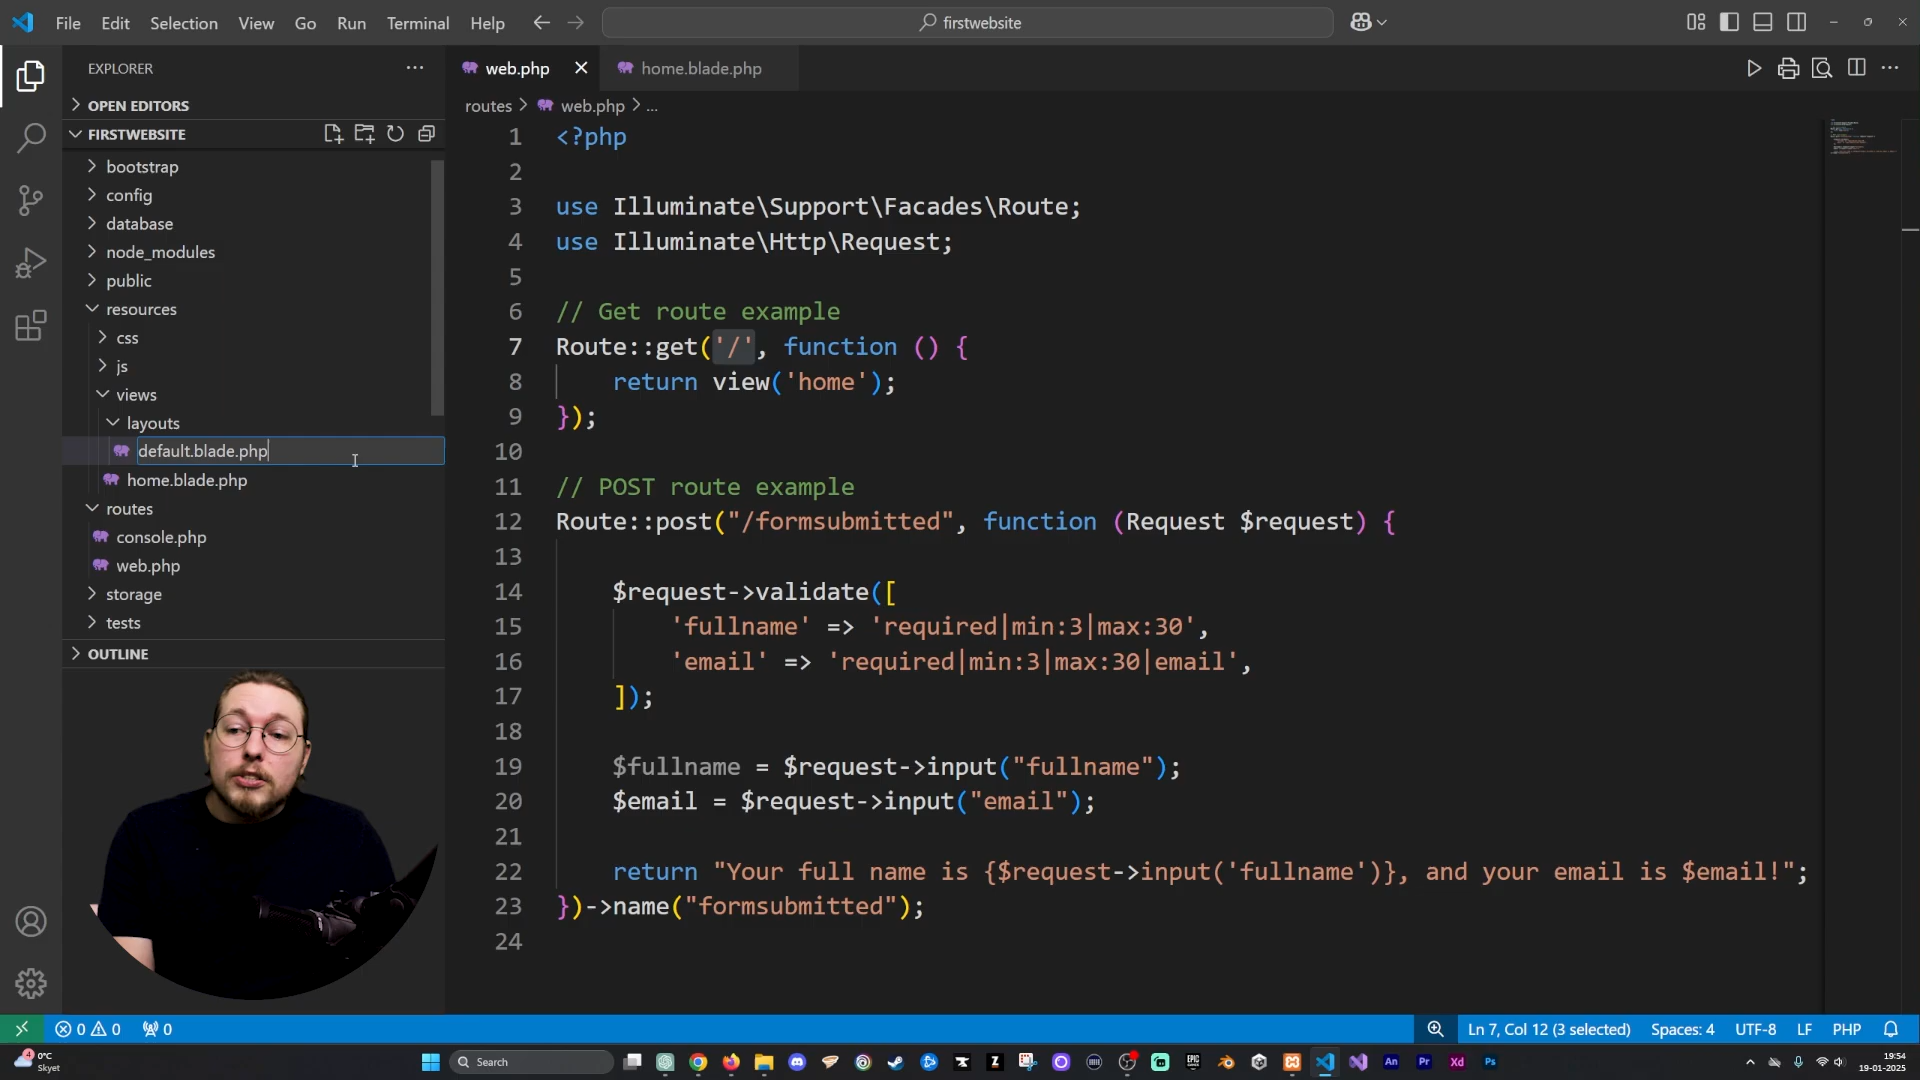 File Edit Selection View Go Run Terminal Help
firstwebsite
EXPLORER
web.php
home.blade.php
OPEN EDITORS
routes > web.php > ...
FIRSTWEBSITE
bootstrap
config
database
node_modules
public
resources
css
js
views
layouts
default.blade.php
home.blade.php
routes
console.php
web.php
storage
tests
OUTLINE
1 <?php
2
3 use Illuminate\Support\Facades\Route;
4 use Illuminate\Http\Request;
5
6 // Get route example
7 Route::get('/', function () {
8 return view('home');
9 });
10
11 // POST route example
12 Route::post("/formsubmitted", function (Request $request) {
13
14 $request->validate([
15 'fullname' => 'required|min:3|max:30',
16 'email' => 'required|min:3|max:30|email',
17 ]);
18
19 $fullname = $request->input("fullname");
20 $email = $request->input("email");
21
22 return "Your full name is {$request->input('fullname')}, and your email is $email!";
23 })->name("formsubmitted");
24
0 0 0
Ln 7, Col 12 (3 selected) Spaces: 4 UTF-8 LF PHP
4
0°C
Skyet
Search
Z
EPIC
An
Pr
Xd
Ps
19:54
19-01-2025